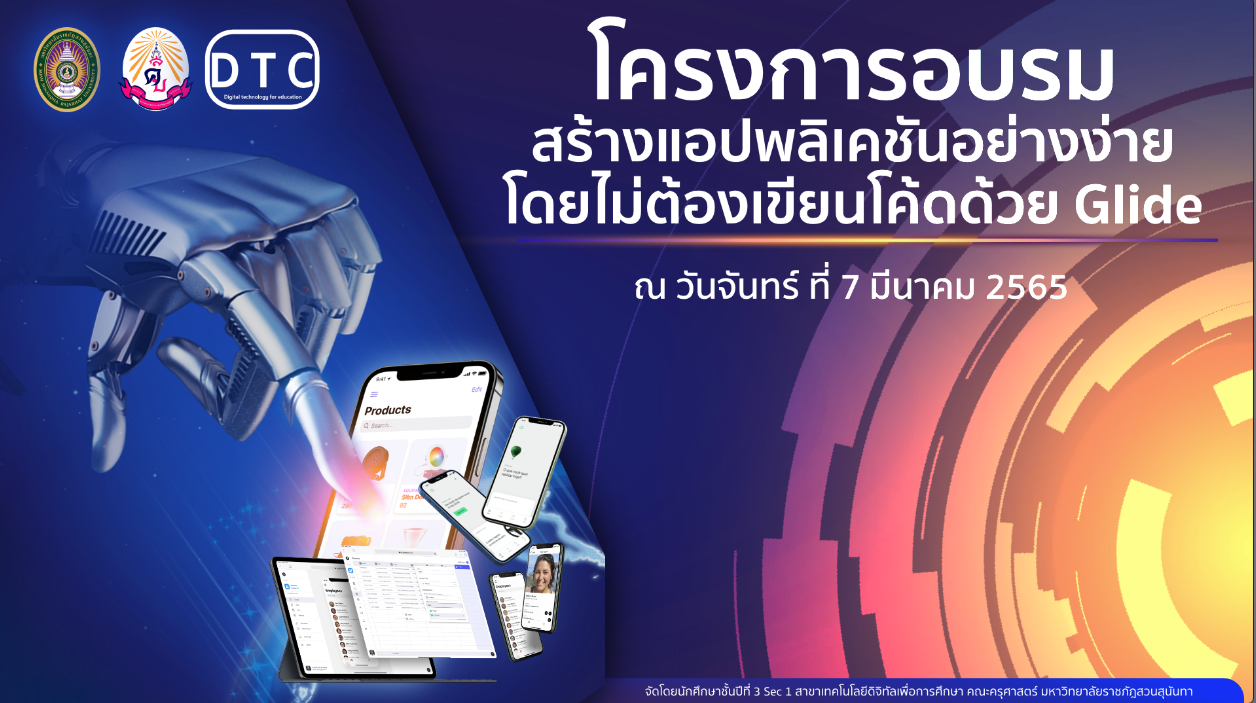 DTC
Digital technology for education
โครงการอบรม
สร้างแอปพลิเคชันอย่างง่าย
โดยไม่ต้องเขียนโค้ดด้วย Glide
ณ วันจันทร์ ที่ 7 มีนาคม 2565
9:41
Edit
Products
Search
จัดโดยนักศึกษาชั้นปีที่ 3 Sec 1 สาขาเทคโนโลยีดิจิทัลเพื่อการศึกษา คณะครุศาสตร์ มหาวิทยาลัยราชภัฏสวนสุนันทา